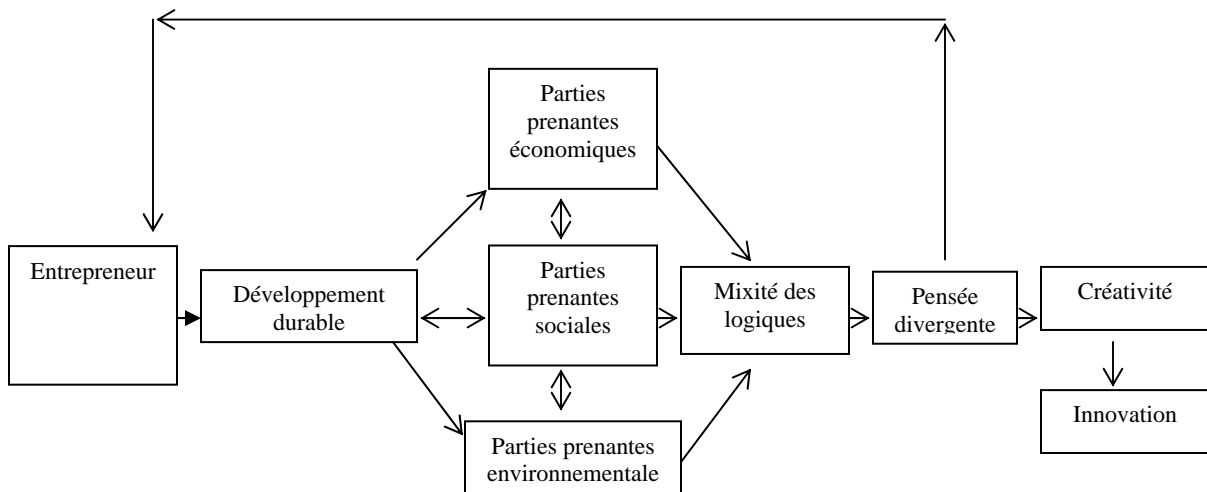 Parties
prenantes
économiques
Entrepreneur
Développement
durable
Parties
prenantes
sociales
Mixité des
logiques
Pensée
divergente
Créativité
Innovation
Parties prenantes
environnementale